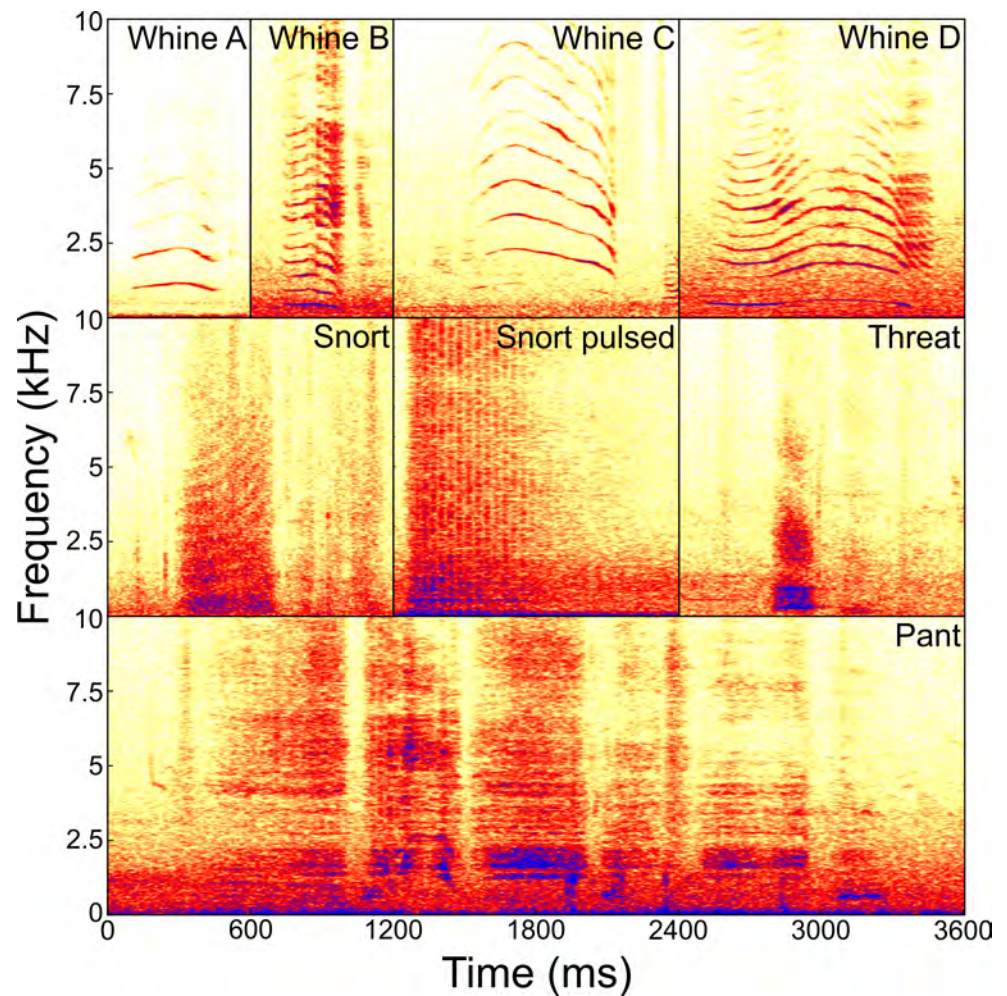 10
Whine A
Whine B
Whine C
Whine D
7.5
5
2.5
10
Snort
Snort pulsed
Threat
7.5
5
2.5
10
Pant
7.5
5
2.5
0
Frequency (kHz)
0 600 1200 1800 2400 3000 3600
Time (ms)